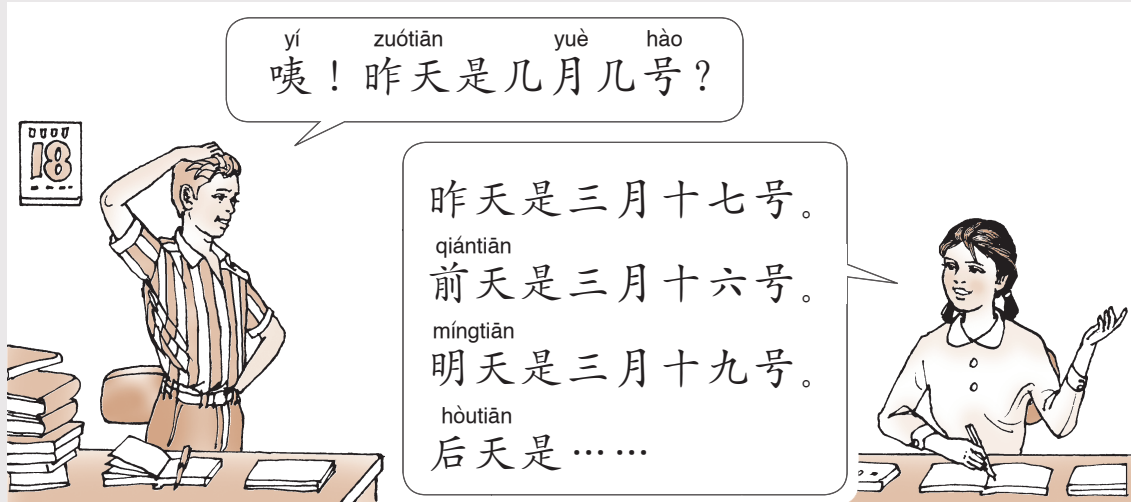 yí zuótiān yuè hào
咦！昨天是几月几号？
18
昨天是三月十七号。
qiántiān
前天是三月十六号。
míngtiān
明天是三月十九号。
hòutiān
后天是……